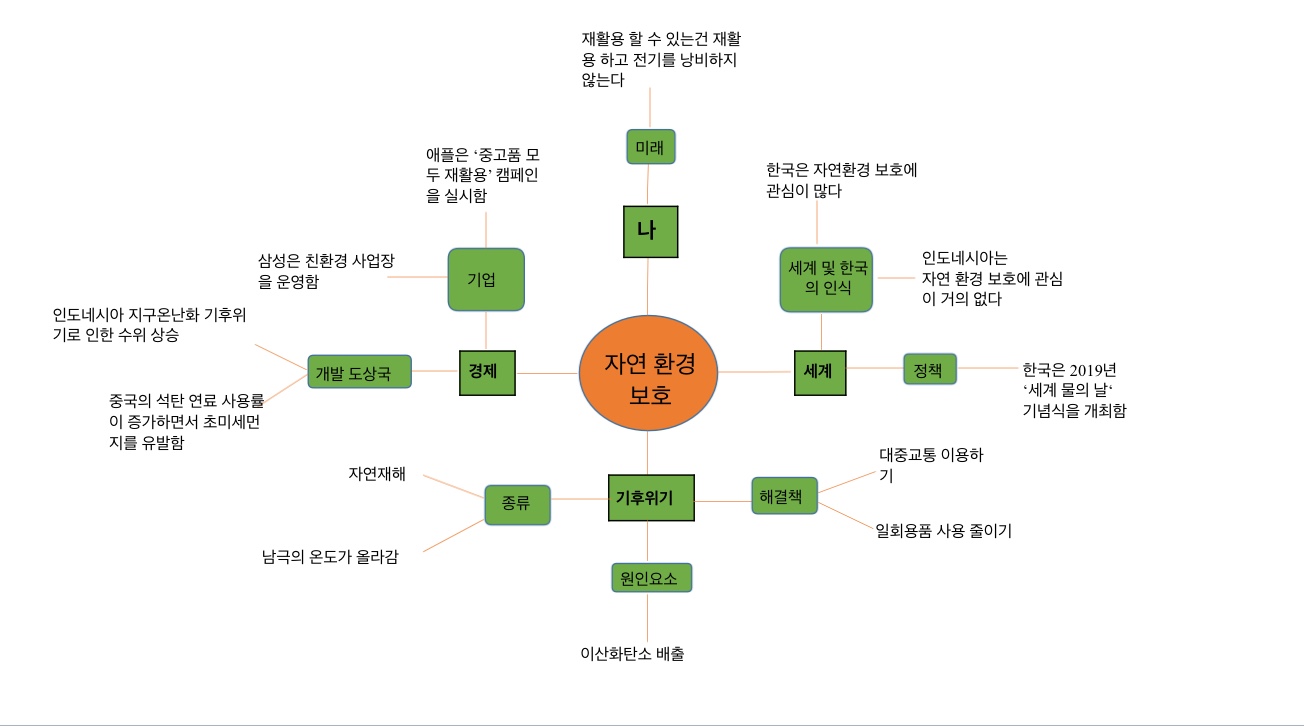 재활용 할 수 있는건 재활
용 하고 전기를 낭비하지
않는다
미래
나
애플은 ‘중고품 모
두 재활용’ 캠페인
을 실시함
삼성은 친환경 사업장
을 운영함
기업
인도네시아 지구온난화 기후위
기로 인한 수위 상승
개발 도상국
중국의 석탄 연료 사용률
이 증가하면서 초미세먼
지를 유발함
경제
자연 환경
보호
한국은 자연환경 보호에
관심이 많다
세계 및 한국
의 인식
인도네시아는
자연 환경 보호에 관심
이 거의 없다
세계
정책
한국은 2019년
‘세계 물의 날‘
기념식을 개최함
자연재해
종류
남극의 온도가 올라감
기후위기
해결책
대중교통 이용하
기
일회용품 사용 줄이기
원인요소
이산화탄소 배출